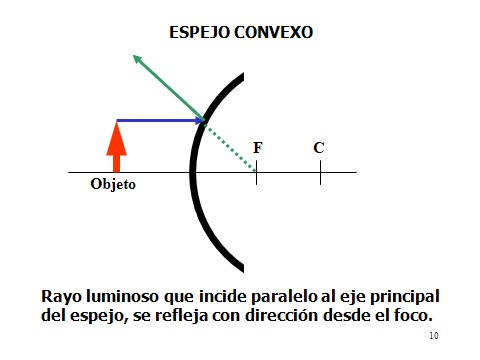 ESPEJO CONVEXO
F
C
Objeto
Rayo luminoso que incide paralelo al eje principal
del espejo, se refleja con dirección desde el foco.
10